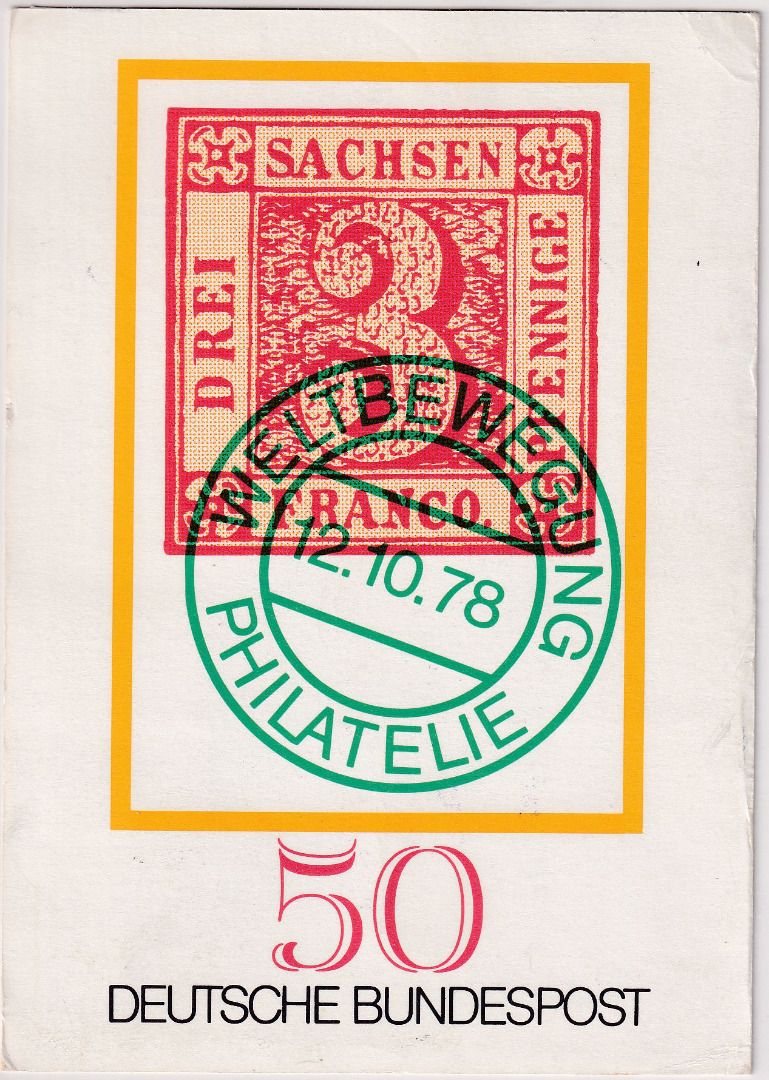 SACHSEN
DREI
3
PFENNIGE
FRANCO.
WELTBEWEGUNG
12.10.78
PHILATELIE
50
DEUTSCHE BUNDESPOST